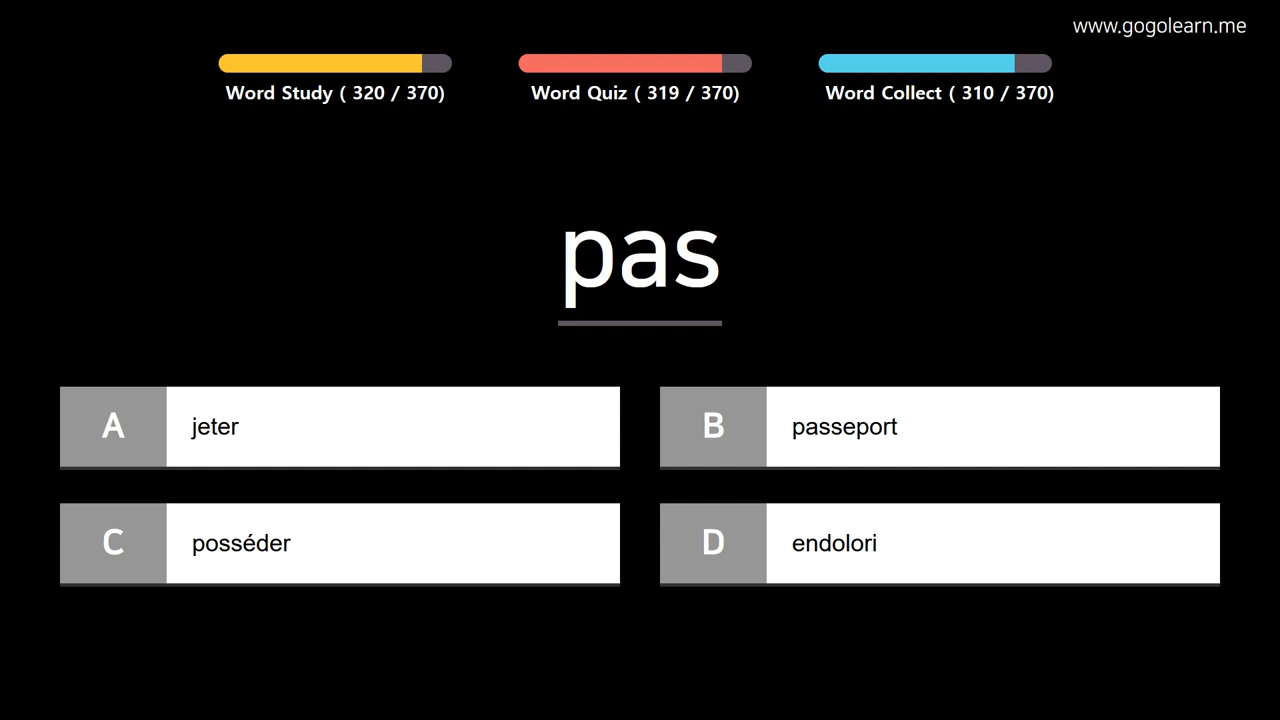 www.gogolearn.me
Word Study ( 320 / 370)
Word Quiz ( 319 / 370)
Word Collect ( 310 / 370)
pas
A jeter
B passeport
C posséder
D endolori